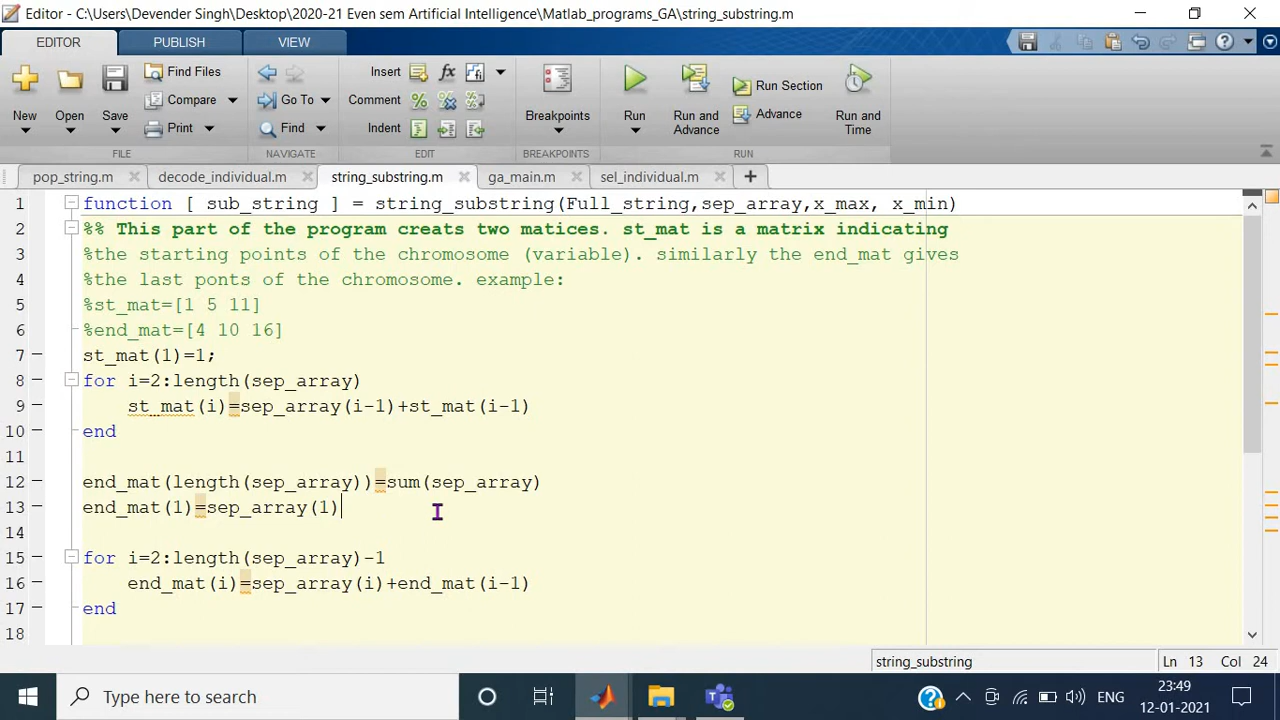 Editor - C:\Users\Devender Singh\Desktop\2020-21 Even sem Artificial Intelligence\Matlab_programs_GA\string_substring.m
EDITOR PUBLISH VIEW
New Open Save
Find Files
Compare
Print
FILE
Go To
Find
NAVIGATE
Insert
Comment
Indent
EDIT
Breakpoints
BREAKPOINTS
Run
Run and Advance
Run Section
Advance
Run and Time
RUN
pop_string.m decode_individual.m string_substring.m ga_main.m sel_individual.m
1 function [ sub_string ] = string_substring(Full_string,sep_array,x_max, x_min)
2 %% This part of the program creats two matices. st_mat is a matrix indicating
3 %the starting points of the chromosome (variable). similarly the end_mat gives
4 %the last ponts of the chromosome. example:
5 %st_mat=[1 5 11]
6 %end_mat=[4 10 16]
7 st_mat(1)=1;
8 for i=2:length(sep_array)
9 st_mat(i)=sep_array(i-1)+st_mat(i-1)
10 end
11
12 end_mat(length(sep_array))=sum(sep_array)
13 end_mat(1)=sep_array(1)
14
15 for i=2:length(sep_array)-1
16 end_mat(i)=sep_array(i)+end_mat(i-1)
17 end
18
string_substring Ln 13 Col 24
Type here to search
ENG
23:49
12-01-2021